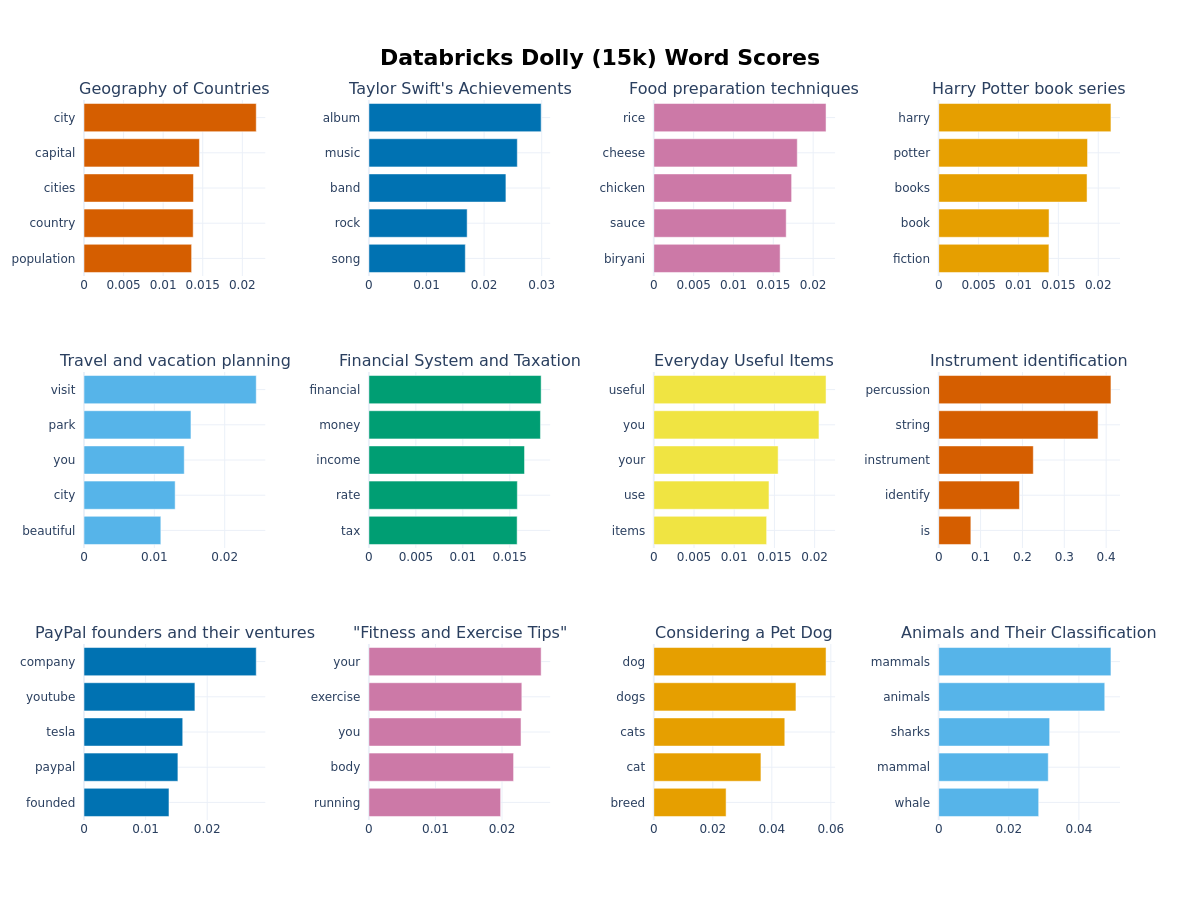 Databricks Dolly (15k) Word Scores
Geography of Countries
city
capital
cities
country
population
0 0.005 0.01 0.015 0.02
Taylor Swift's Achievements
album
music
band
rock
song
0 0.01 0.02 0.03
Food preparation techniques
rice
cheese
chicken
sauce
biryani
0 0.005 0.01 0.015 0.02
Harry Potter book series
harry
potter
books
book
fiction
0 0.005 0.01 0.015 0.02
Travel and vacation planning
visit
park
you
city
beautiful
0 0.01 0.02
Financial System and Taxation
financial
money
income
rate
tax
0 0.005 0.01 0.015
Everyday Useful Items
useful
you
your
use
items
0 0.005 0.01 0.015 0.02
Instrument identification
percussion
string
instrument
identify
is
0 0.1 0.2 0.3 0.4
PayPal founders and their ventures
company
youtube
tesla
paypal
founded
0 0.01 0.02
"Fitness and Exercise Tips"
your
exercise
you
body
running
0 0.01 0.02
Considering a Pet Dog
dog
dogs
cats
cat
breed
0 0.02 0.04 0.06
Animals and Their Classification
mammals
animals
sharks
mammal
whale
0 0.02 0.04